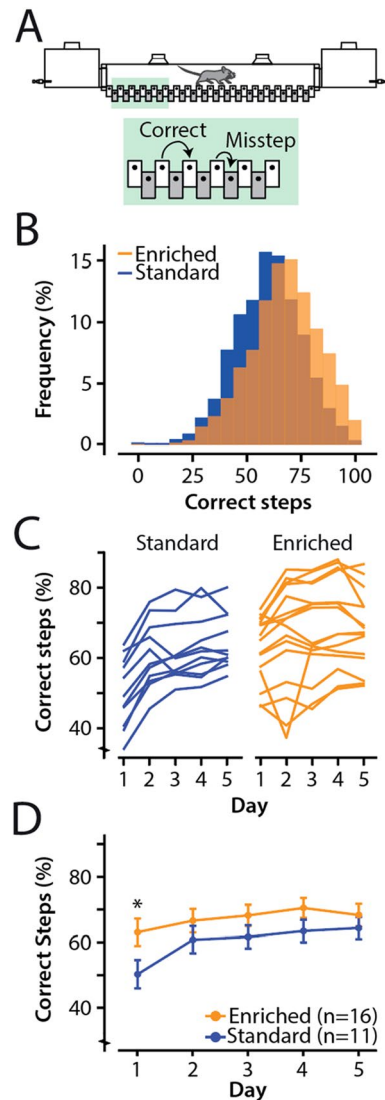 A
Correct
Misstep
B
Enriched
Standard
15
10
5
0
Frequency (%)
0 25 50 75 100
Correct steps
C
Standard Enriched
80
60
40
Correct steps (%)
1 2 3 4 5 1 2 3 4 5
Day
D
80
60
40
Correct Steps (%)
*
Enriched (n=16)
Standard (n=11)
1 2 3 4 5
Day